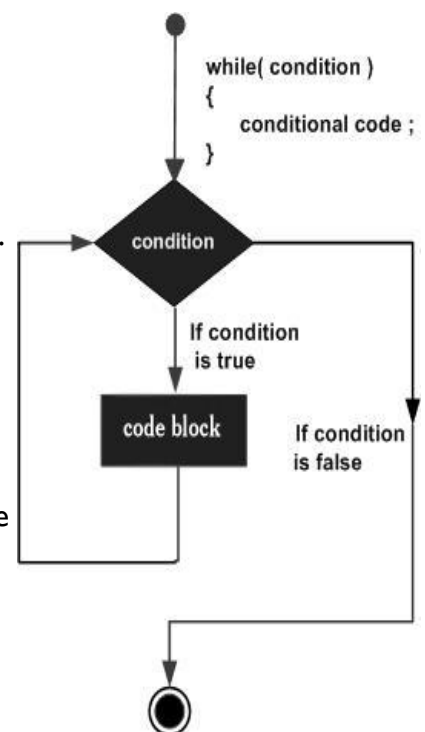 while( condition )
{
conditional code ;
}
.
condition
If condition
is true
code block
If condition
is false
e